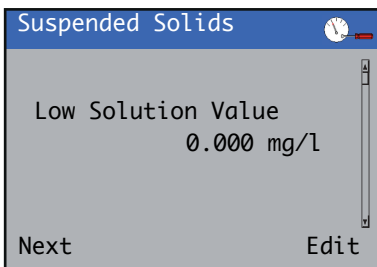 Suspended Solids
Low Solution Value
0.000 mg/l
Next Edit